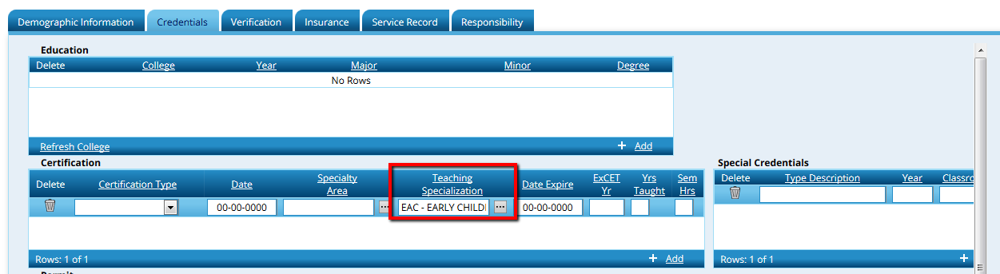 Demographic Information Credentials Verification Insurance Service Record Responsibility
Education
Delete College Year Major Minor Degree
No Rows
Refresh College + Add
Certification Special Credentials
Delete Certification Type Date Specialty Area Teaching Specialization Date Expire ExCET Yr Yrs Taught Sem Hrs Delete Type Description Year Classro
00-00-0000 ... EAC - EARLY CHILD ... 00-00-0000
Rows: 1 of 1 + Add Rows: 1 of 1 +